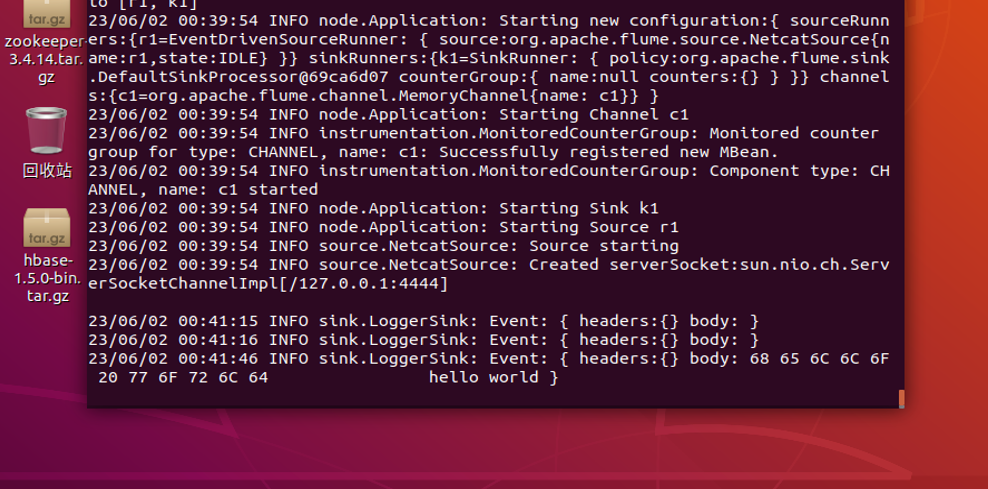 to [r1, k1]
23/06/02 00:39:54 INFO node.Application: Starting new configuration:{ sourceRunn
ers:{r1=EventDrivenSourceRunner: { source:org.apache.flume.source.NetcatSource{n
ame:r1,state:IDLE} }} sinkRunners:{k1=SinkRunner: { policy:org.apache.flume.sink
.DefaultSinkProcessor@69ca6d07 counterGroup:{ name:null counters:{} } }} channel
s:{c1=org.apache.flume.channel.MemoryChannel{name: c1}} }
23/06/02 00:39:54 INFO node.Application: Starting Channel c1
23/06/02 00:39:54 INFO instrumentation.MonitoredCounterGroup: Monitored counter
group for type: CHANNEL, name: c1: Successfully registered new MBean.
23/06/02 00:39:54 INFO instrumentation.MonitoredCounterGroup: Component type: CH
ANNEL, name: c1 started
23/06/02 00:39:54 INFO node.Application: Starting Sink k1
23/06/02 00:39:54 INFO node.Application: Starting Source r1
23/06/02 00:39:54 INFO source.NetcatSource: Source starting
23/06/02 00:39:54 INFO source.NetcatSource: Created serverSocket:sun.nio.ch.Serv
erSocketChannelImpl[/127.0.0.1:4444]
23/06/02 00:41:15 INFO sink.LoggerSink: Event: { headers:{} body: }
23/06/02 00:41:16 INFO sink.LoggerSink: Event: { headers:{} body: }
23/06/02 00:41:46 INFO sink.LoggerSink: Event: { headers:{} body: 68 65 6C 6C 6F
20 77 6F 72 6C 64 hello world }
tar.gz
zookeeper-
3.4.14.tar.
gz
回收站
tar.gz
hbase-
1.5.0-bin.
tar.gz